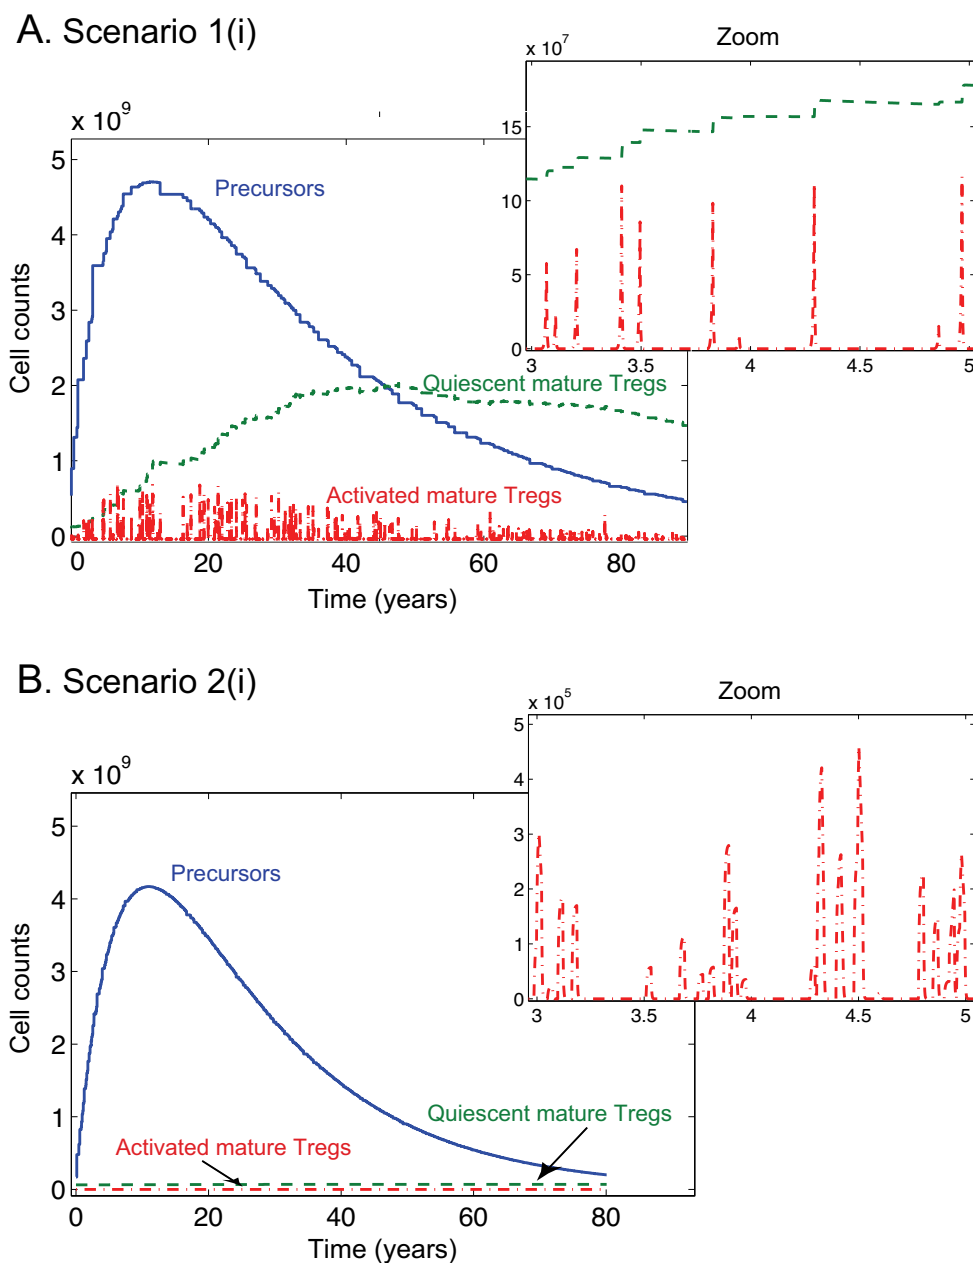 A. Scenario 1(i)
Zoom
x 10^7
15
10
5
0
3
3.5
4
4.5
5
x 10^9
5
4
3
2
1
0
Cell counts
Precursors
Quiescent mature Tregs
Activated mature Tregs
0
20
40
60
80
Time (years)
B. Scenario 2(i)
Zoom
x 10^5
5
4
3
2
1
0
3
3.5
4
4.5
5
x 10^9
5
4
3
2
1
0
Cell counts
Precursors
Quiescent mature Tregs
Activated mature Tregs
0
20
40
60
80
Time (years)